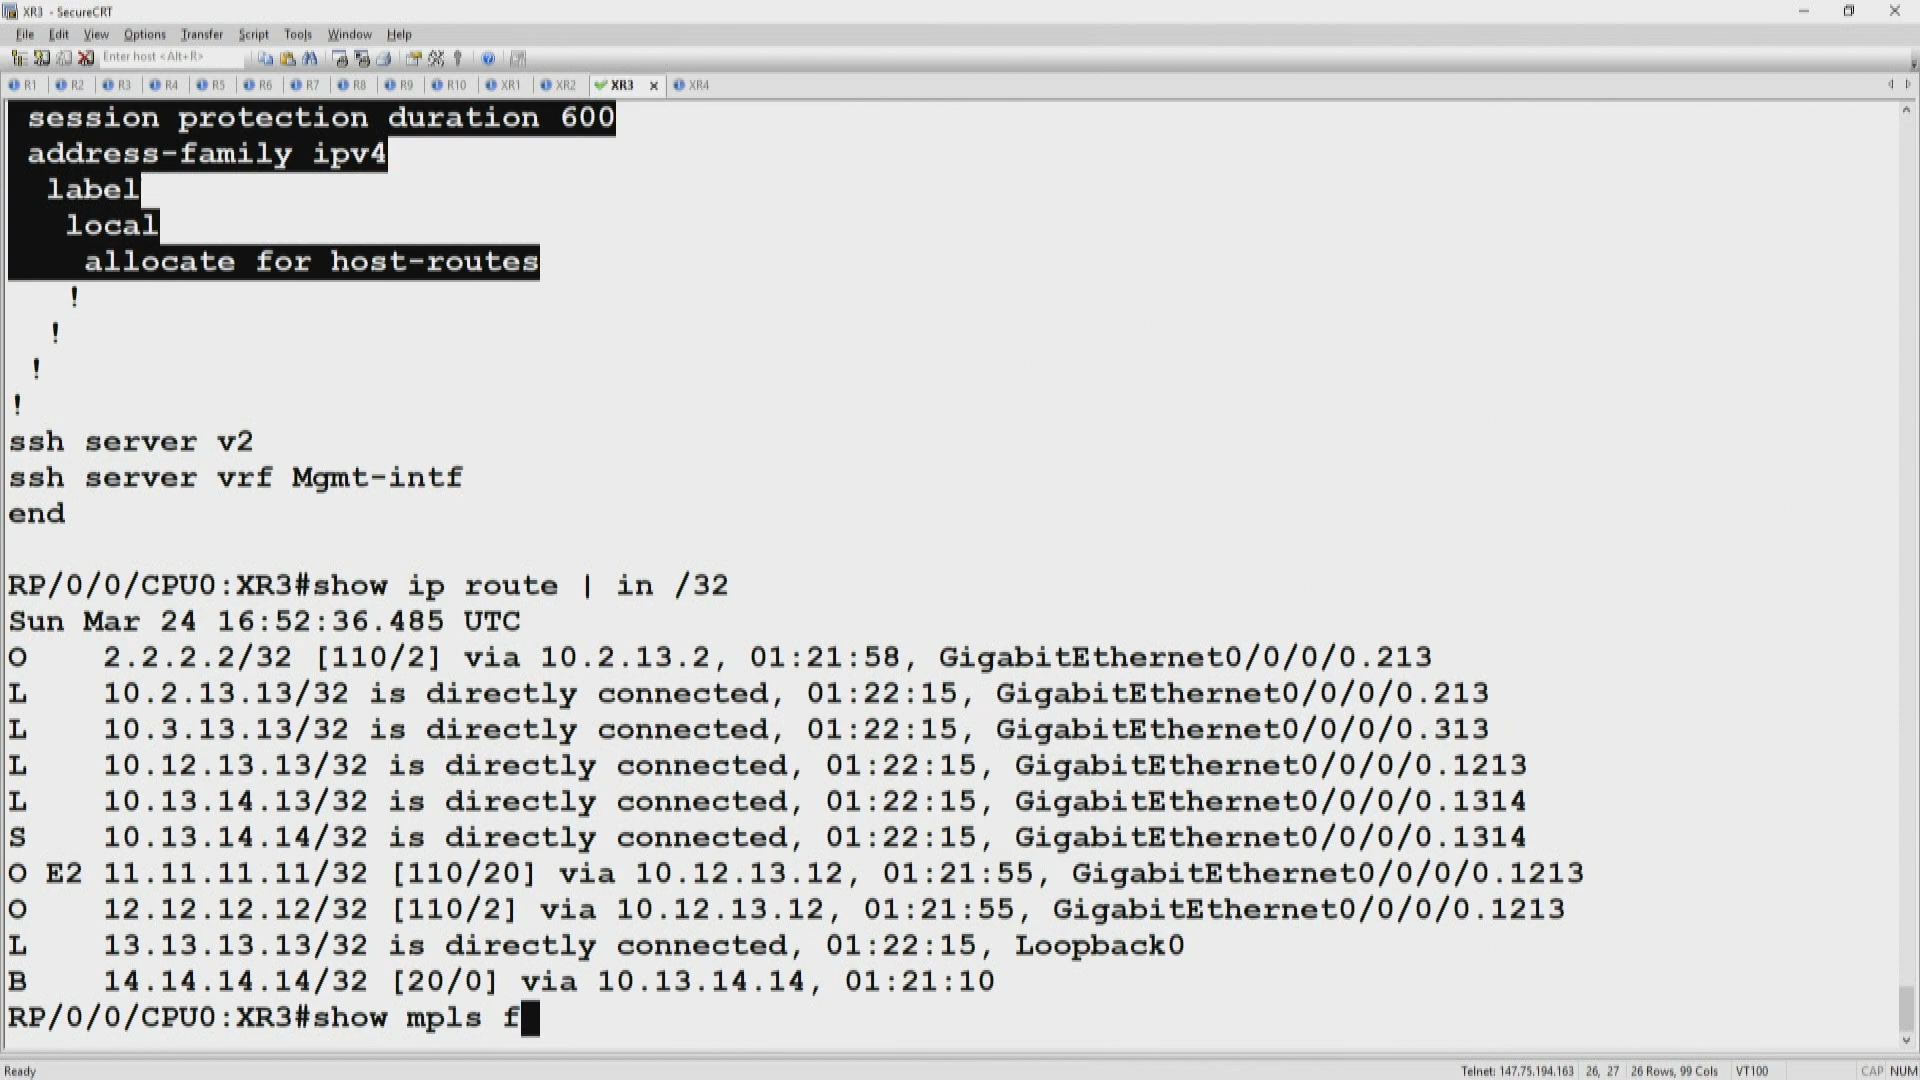 XR3 - SecureCRT
File Edit View Options Transfer Script Tools Window Help
Enter host <Alt+R>
R1 R2 R3 R4 R5 R6 R7 R8 R9 R10 XR1 XR2 XR3 XR4
session protection duration 600
address-family ipv4
label
local
allocate for host-routes
!
!
!
!
ssh server v2
ssh server vrf Mgmt-intf
end
RP/0/0/CPU0:XR3#show ip route | in /32
Sun Mar 24 16:52:36.485 UTC
O 2.2.2.2/32 [110/2] via 10.2.13.2, 01:21:58, GigabitEthernet0/0/0/0.213
L 10.2.13.13/32 is directly connected, 01:22:15, GigabitEthernet0/0/0/0.213
L 10.3.13.13/32 is directly connected, 01:22:15, GigabitEthernet0/0/0/0.313
L 10.12.13.13/32 is directly connected, 01:22:15, GigabitEthernet0/0/0/0.1213
L 10.13.14.13/32 is directly connected, 01:22:15, GigabitEthernet0/0/0/0.1314
S 10.13.14.14/32 is directly connected, 01:22:15, GigabitEthernet0/0/0/0.1314
O E2 11.11.11.11/32 [110/20] via 10.12.13.12, 01:21:55, GigabitEthernet0/0/0/0.1213
O 12.12.12.12/32 [110/2] via 10.12.13.12, 01:21:55, GigabitEthernet0/0/0/0.1213
L 13.13.13.13/32 is directly connected, 01:22:15, Loopback0
B 14.14.14.14/32 [20/0] via 10.13.14.14, 01:21:10
RP/0/0/CPU0:XR3#show mpls f
Ready Telnet: 147.75.194.163 26, 27 26 Rows, 99 Cols VT100 CAP NUM